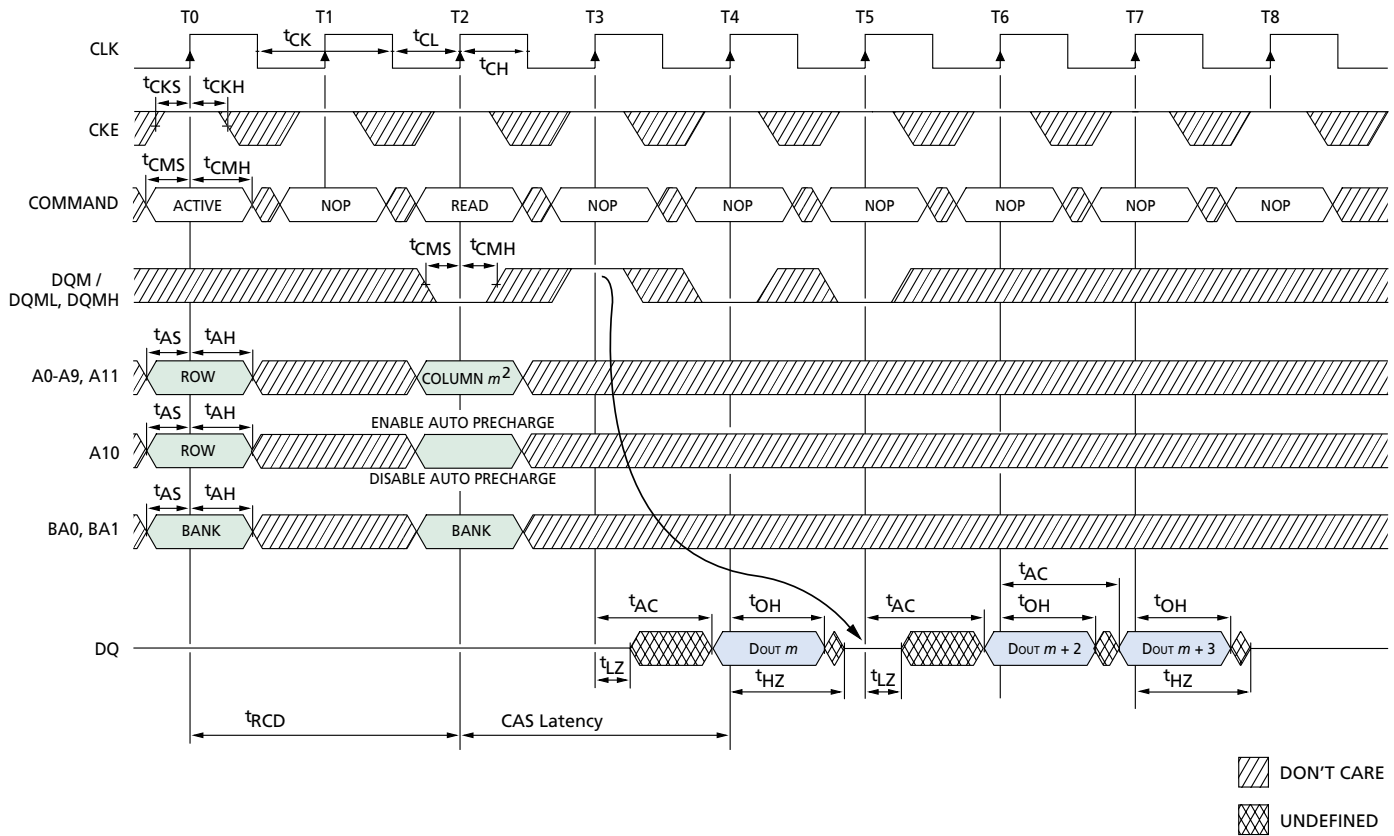 T0 T1 T2 T3 T4 T5 T6 T7 T8
CLK
tCK tCL
tCH
tCKS tCKH
CKE
tCMS tCMH
COMMAND ACTIVE NOP READ NOP NOP NOP NOP NOP NOP
tCMS tCMH
DQM /
DQML, DQMH
tAS tAH
A0-A9, A11 ROW COLUMN m2
tAS tAH ENABLE AUTO PRECHARGE
A10 ROW
DISABLE AUTO PRECHARGE
tAS tAH
BA0, BA1 BANK BANK
tAC
tAC tOH tAC tOH tOH
DQ DOUT m DOUT m + 2 DOUT m + 3
tLZ tHZ tLZ tHZ
tRCD CAS Latency
DON'T CARE
UNDEFINED